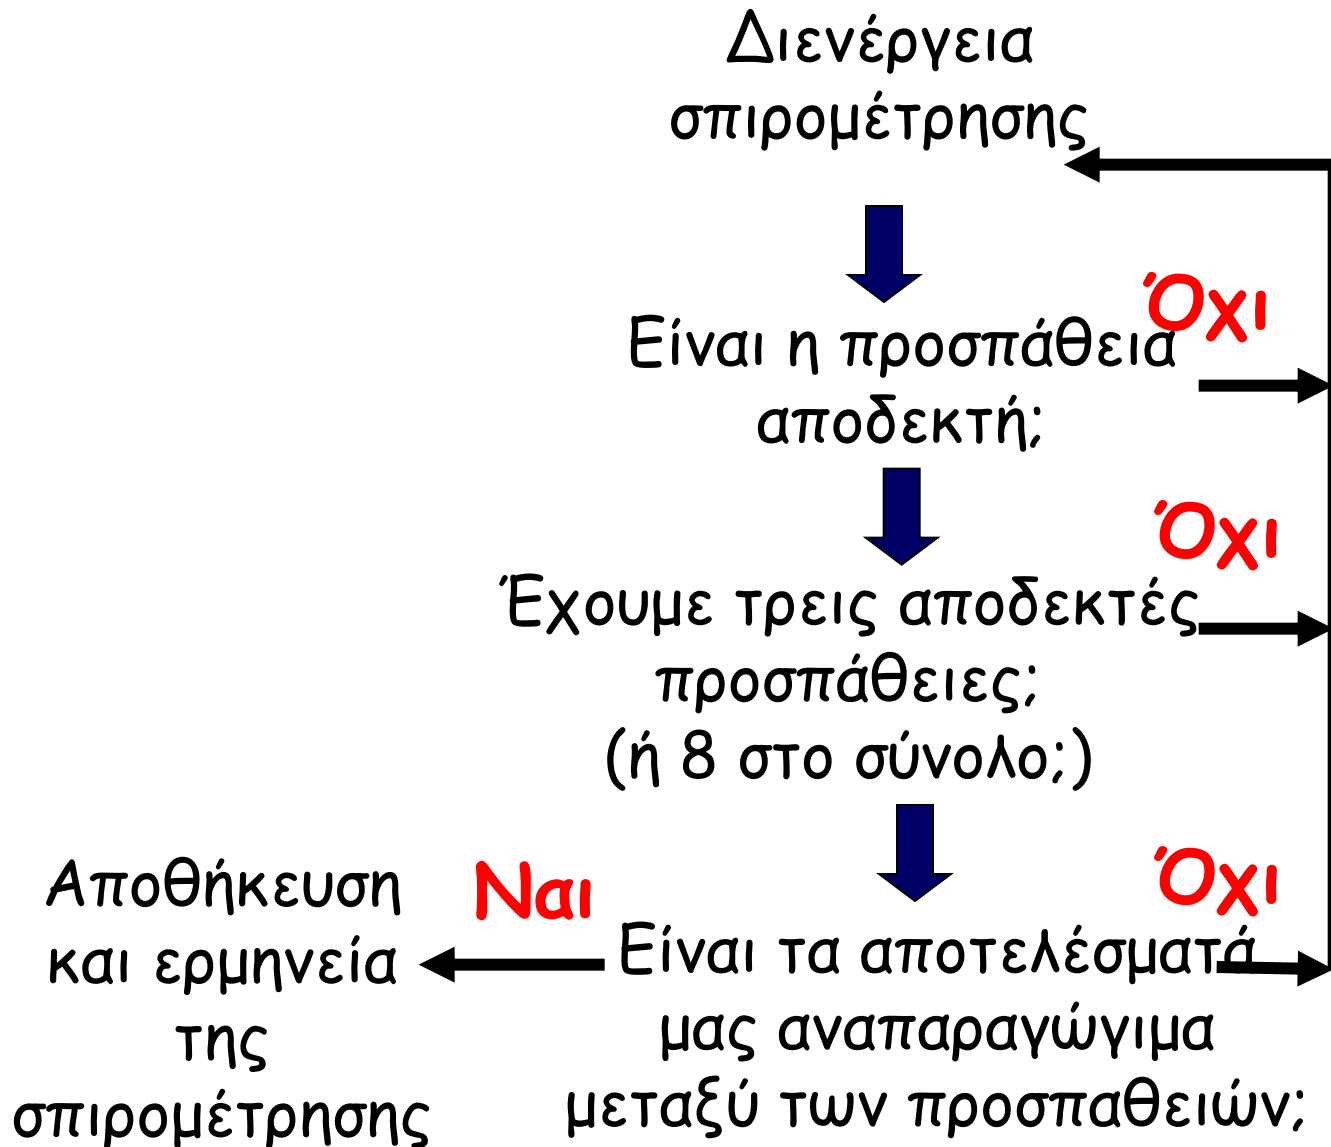 Διενέργεια
σπιρομέτρησης
Όχι
Είναι η προσπάθεια
αποδεκτή;
Όχι
Έχουμε τρεις αποδεκτές
προσπάθειες;
(ή 8 στο σύνολο;)
Όχι
Είναι τα αποτελέσματά
μας αναπαραγώγιμα
μεταξύ των προσπαθειών;
Ναι
Αποθήκευση
και ερμηνεία
της
σπιρομέτρησης